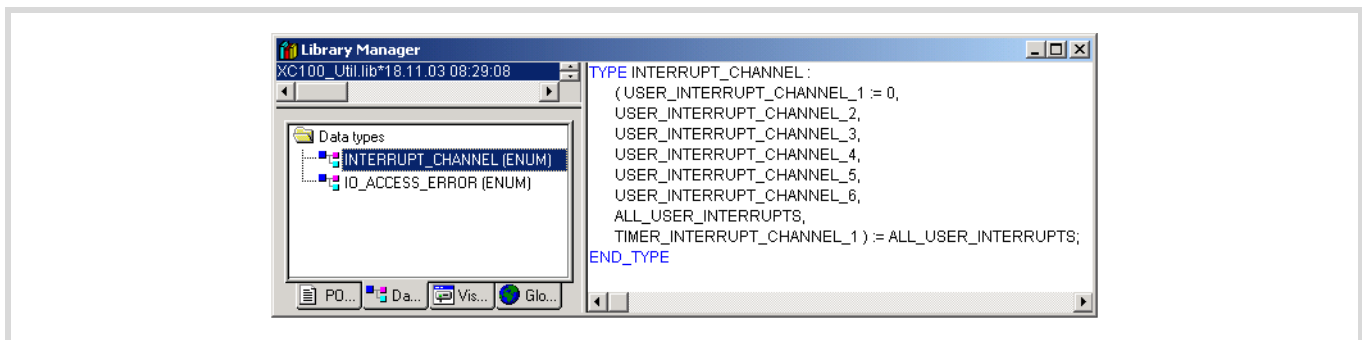 Library Manager
XC100_Util.lib*18.11.03 08:29:08
Data types
INTERRUPT_CHANNEL (ENUM)
IO_ACCESS_ERROR (ENUM)
PO...
Da...
Vis...
Glo...
TYPE INTERRUPT_CHANNEL :
( USER_INTERRUPT_CHANNEL_1 := 0,
USER_INTERRUPT_CHANNEL_2,
USER_INTERRUPT_CHANNEL_3,
USER_INTERRUPT_CHANNEL_4,
USER_INTERRUPT_CHANNEL_5,
USER_INTERRUPT_CHANNEL_6,
ALL_USER_INTERRUPTS,
TIMER_INTERRUPT_CHANNEL_1 ) := ALL_USER_INTERRUPTS;
END_TYPE